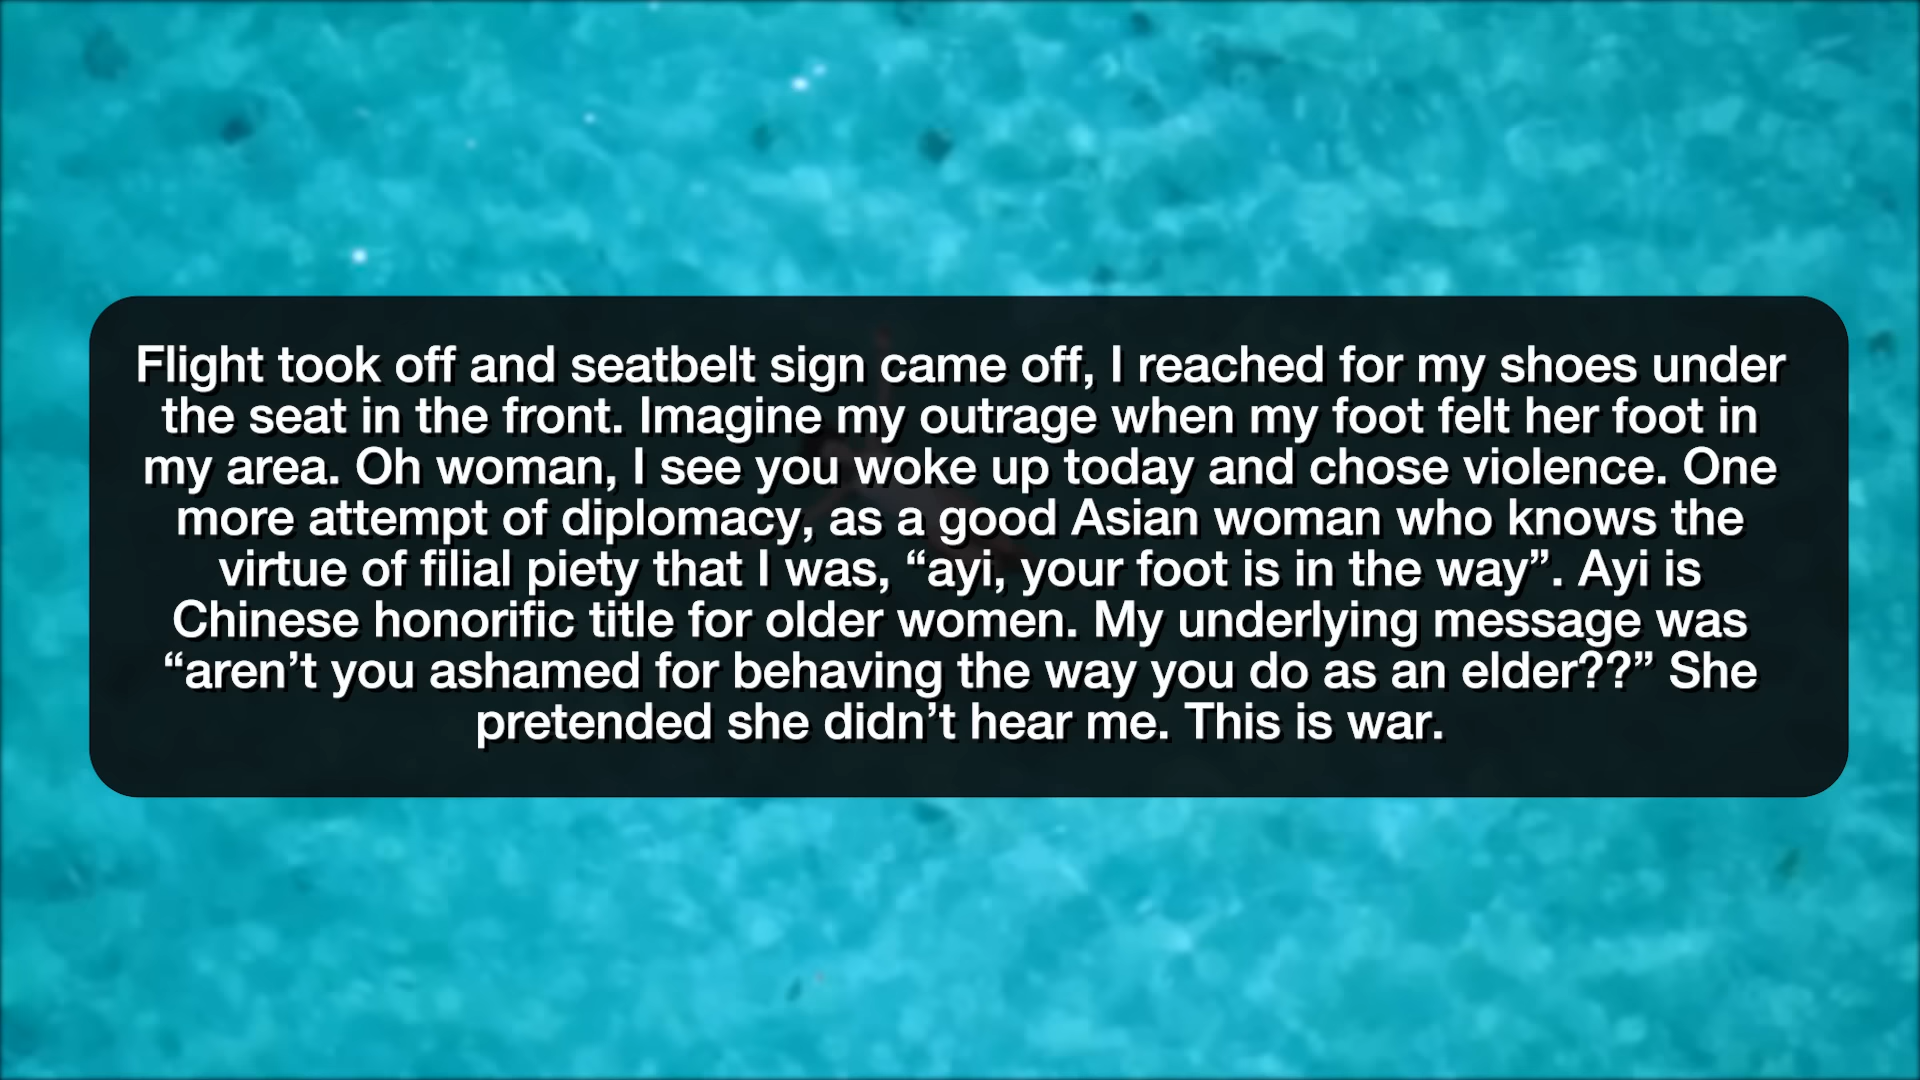 Flight took off and seatbelt sign came off, I reached for my shoes under
the seat in the front. Imagine my outrage when my foot felt her foot in
my area. Oh woman, I see you woke up today and chose violence. One
more attempt of diplomacy, as a good Asian woman who knows the
virtue of filial piety that I was, “ayi, your foot is in the way”. Ayi is
Chinese honorific title for older women. My underlying message was
“aren’t you ashamed for behaving the way you do as an elder??” She
pretended she didn’t hear me. This is war.